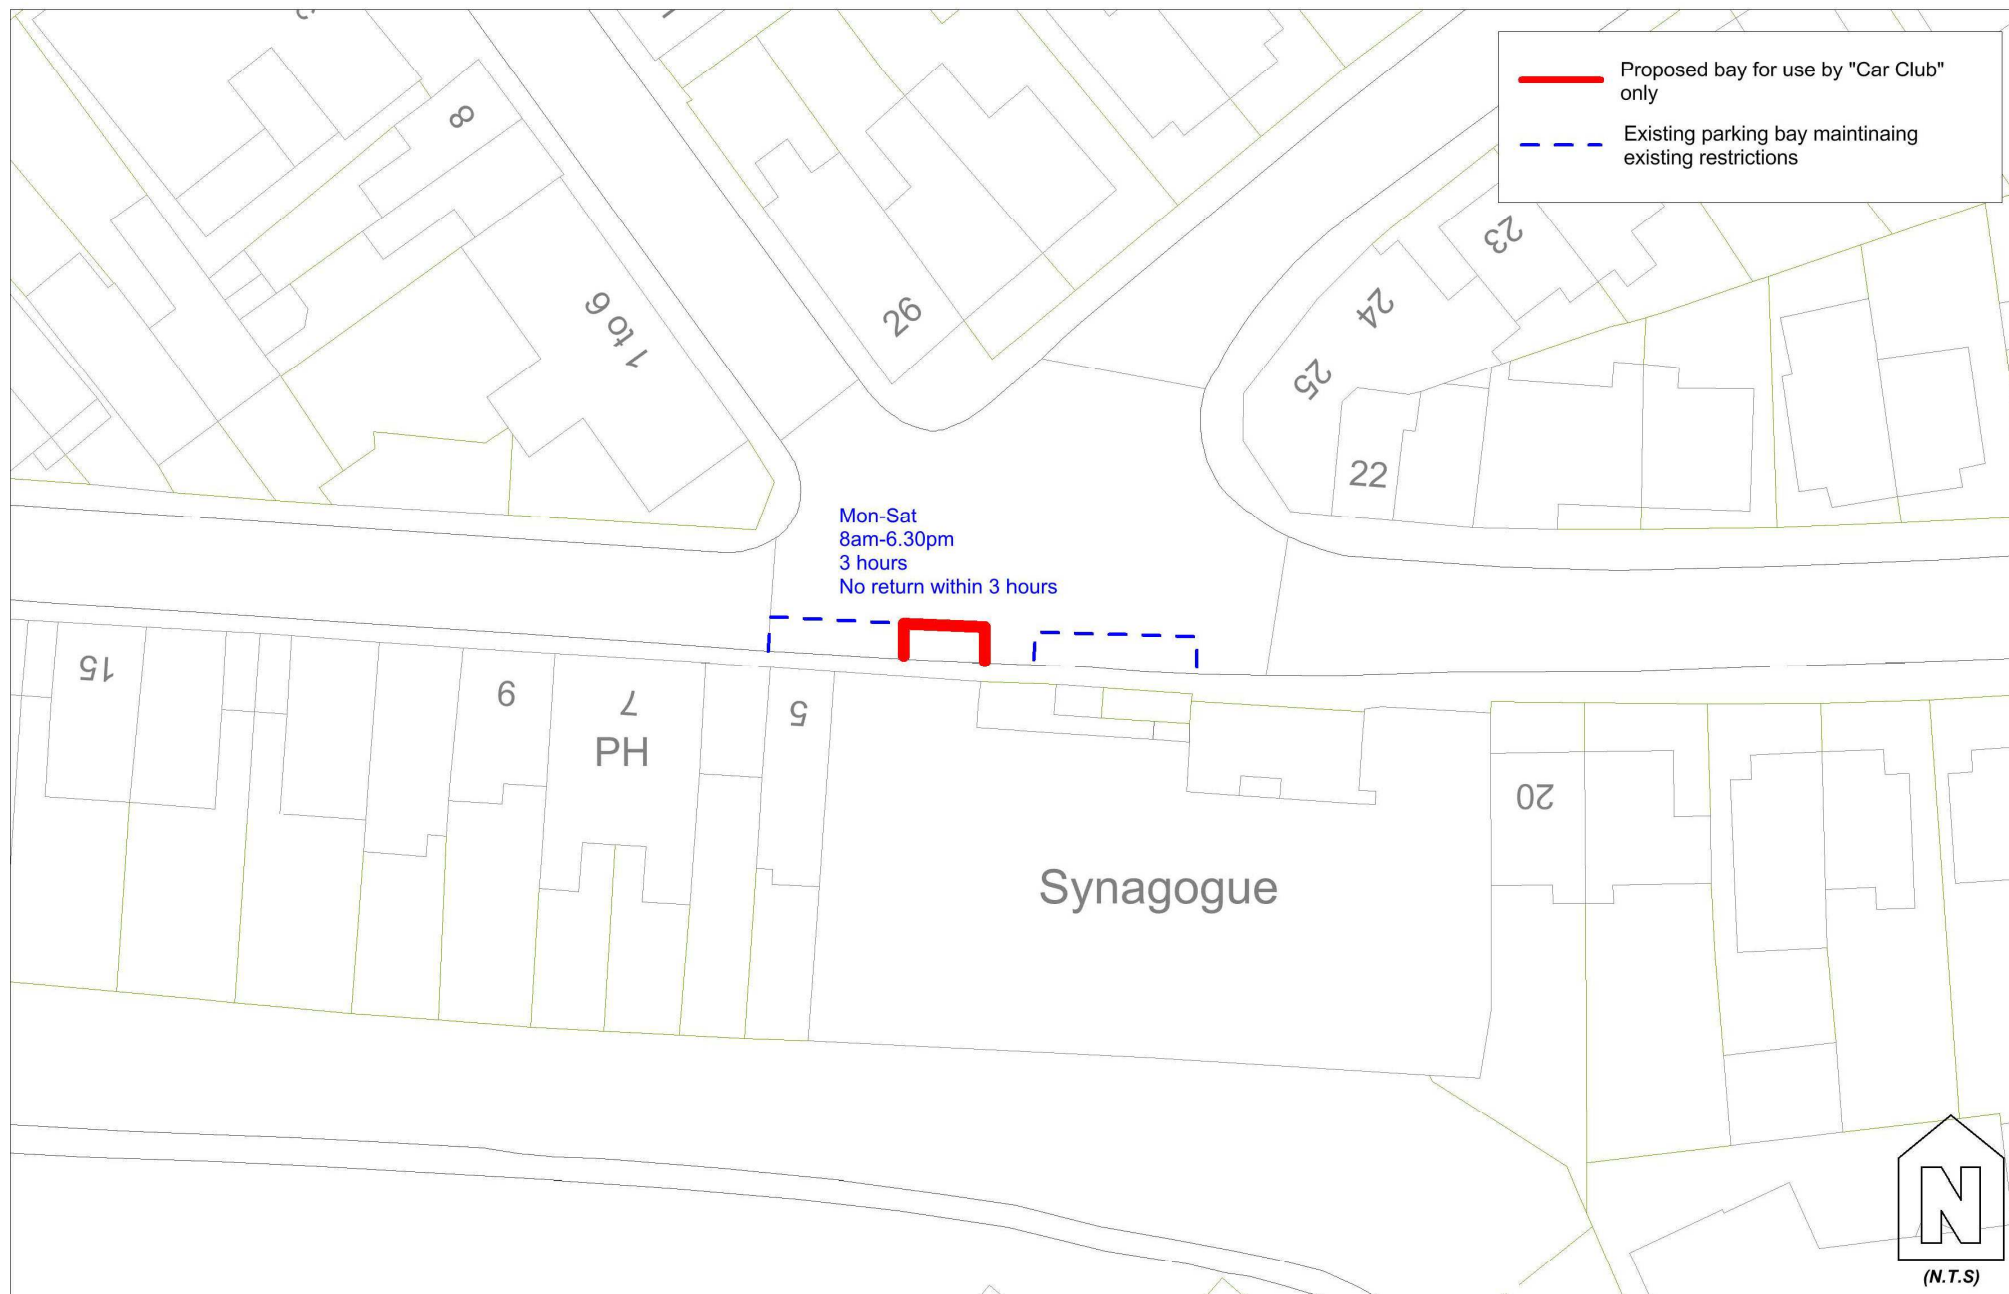 Proposed bay for use by "Car Club"
only
Existing parking bay maintinaing
existing restrictions
8
1 to 6
26
23
24
25
22
Mon-Sat
8am-6.30pm
3 hours
No return within 3 hours
15
9
7
PH
5
20
Synagogue
N
(N.T.S)